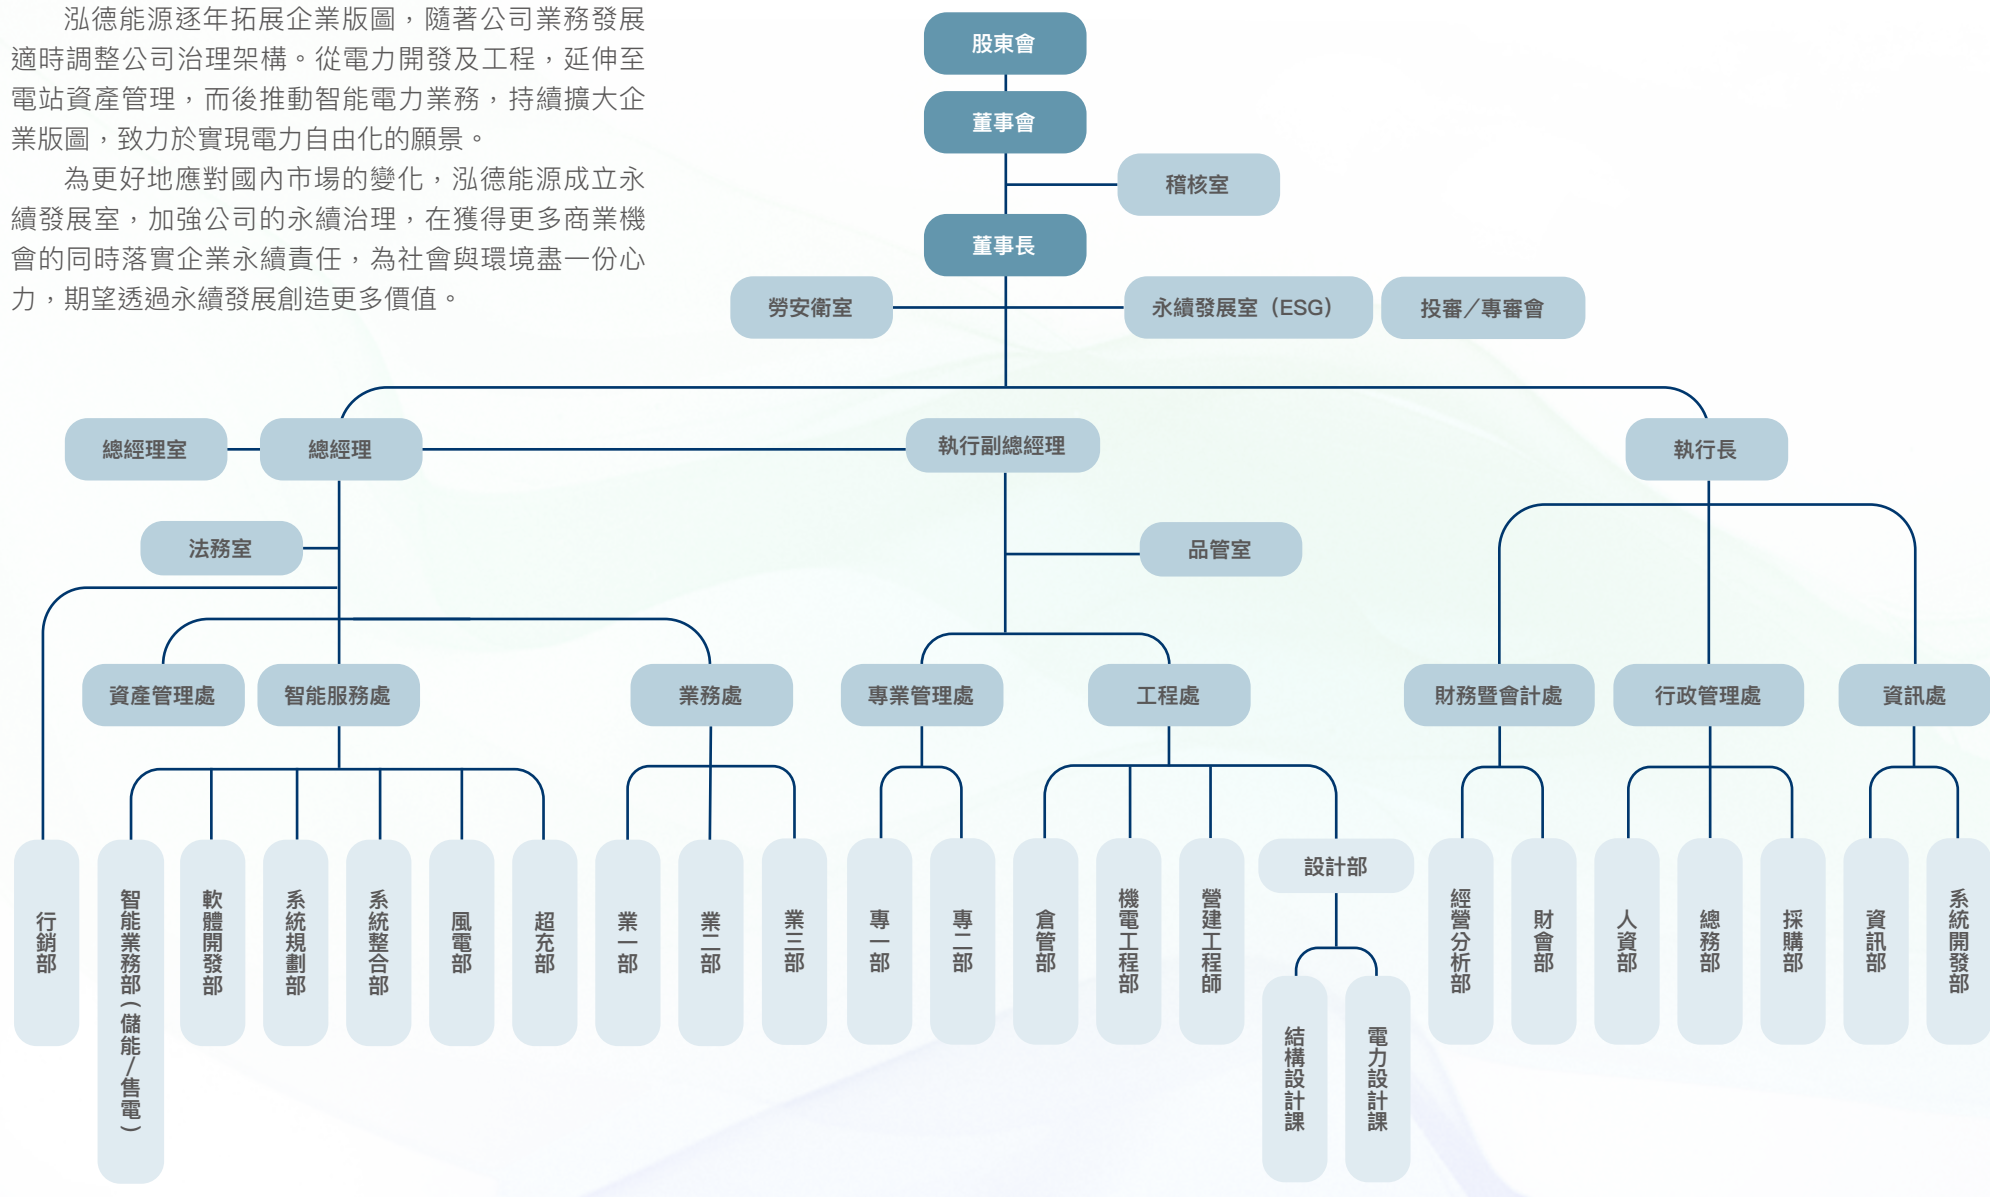 泓德能源逐年拓展企業版圖，隨著公司業務發展
適時調整公司治理架構。從電力開發及工程，延伸至
電站資產管理，而後推動智能電力業務，持續擴大企
業版圖，致力於實現電力自由化的願景。
為更好地應對國內市場的變化，泓德能源成立永
續發展室，加強公司的永續治理，在獲得更多商業機
會的同時落實企業永續責任，為社會與環境盡一份心
力，期望透過永續發展創造更多價值。
股東會
董事會
稽核室
董事長
勞安衛室
永續發展室（ESG）
投審／專審會
總經理室
總經理
執行副總經理
執行長
法務室
品管室
資產管理處
智能服務處
業務處
專業管理處
工程處
財務暨會計處
行政管理處
資訊處
行銷部
智能業務部(儲能/售電)
軟體開發部
系統規劃部
系統整合部
風電部
超充部
業一部
業二部
業三部
專一部
專二部
倉管部
機電工程部
營建工程師
設計部
結構設計課
電力設計課
經營分析部
財會部
人資部
總務部
採購部
資訊部
系統開發部